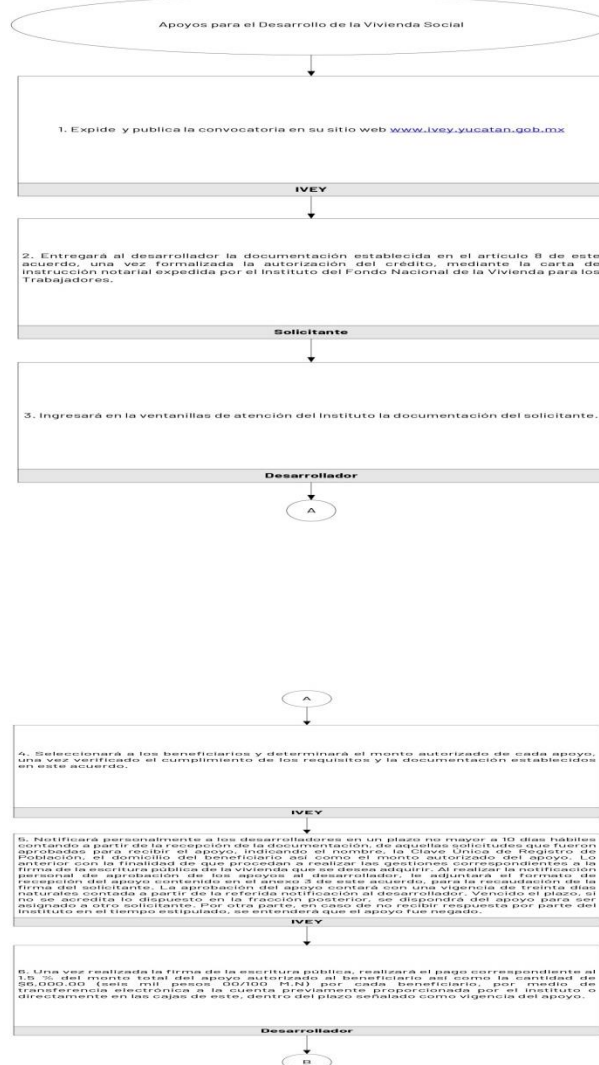 Apoyos para el Desarrollo de la Vivienda Social
1. Expide y publica la convocatoria en su sitio web www.ivey.yucatan.gob.mx
IVEY
2. Entregará al desarrollador la documentación establecida en el artículo 8 de este
acuerdo, una vez formalizada la autorización del crédito, mediante la carta de
instrucción notarial expedida por el Instituto del Fondo Nacional de la Vivienda para los
Trabajadores.
Solicitante
3. Ingresará en la ventanillas de atención del Instituto la documentación del solicitante.
Desarrollador
A
A
4. Seleccionará a los beneficiarios y determinará el monto autorizado de cada apoyo,
una vez verificado el cumplimiento de los requisitos y la documentación establecidos
en este acuerdo.
IVEY
5. Notificará personalmente a los desarrolladores en un plazo no mayor a 10 días hábiles
contando a partir de la recepción de la documentación, de aquellas solicitudes que fueron
aprobadas para recibir el apoyo, indicando el nombre, la Clave Única de Registro de
Población, el domicilio del beneficiario así como el monto autorizado del apoyo. Lo
anterior con la finalidad de que procedan a realizar las gestiones correspondientes a la
firma de la escritura pública de la vivienda que se desea adquirir. Al realizar la notificación
personal de aprobación de los apoyos al desarrollador, le adjuntará el formato de
recepción del apoyo contenido en el anexo 3 de este acuerdo, para la recaudación de la
firma del solicitante. La aprobación del apoyo contará con una vigencia de treinta días
naturales contada a partir de la referida notificación al desarrollador. Vencido el plazo, si
no se acredita lo dispuesto en la fracción posterior, se dispondrá del apoyo para ser
asignado a otro solicitante. Por otra parte, en caso de no recibir respuesta por parte del
Instituto en el tiempo estipulado, se entenderá que el apoyo fue negado.
IVEY
6. Una vez realizada la firma de la escritura pública, realizará el pago correspondiente al
1.5 % del monto total del apoyo autorizado al beneficiario así como la cantidad de
$6,000.00 (seis mil pesos 00/100 M.N) por cada beneficiario, por medio de
transferencia electrónica a la cuenta previamente proporcionada por el instituto o
directamente en las cajas de este, dentro del plazo señalado como vigencia del apoyo.
Desarrollador
B